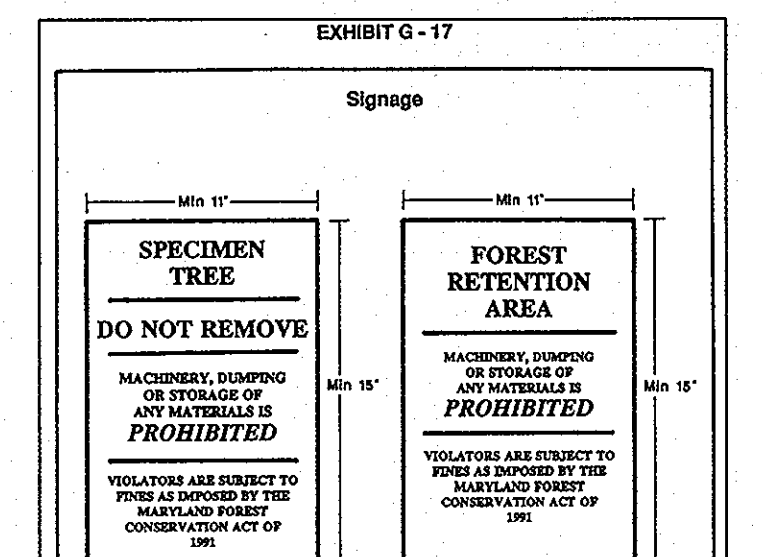 EXHIBIT G - 17
Signage
Min 11"
SPECIMEN
TREE
DO NOT REMOVE
MACHINERY, DUMPING
OR STORAGE OF
ANY MATERIALS IS
PROHIBITED
VIOLATORS ARE SUBJECT TO
FINES AS IMPOSED BY THE
MARYLAND FOREST
CONSERVATION ACT OF
1991
Min 15"
Min 11"
FOREST
RETENTION
AREA
MACHINERY, DUMPING
OR STORAGE OF
ANY MATERIALS IS
PROHIBITED
VIOLATORS ARE SUBJECT TO
FINES AS IMPOSED BY THE
MARYLAND FOREST
CONSERVATION ACT OF
1991
Min 15"